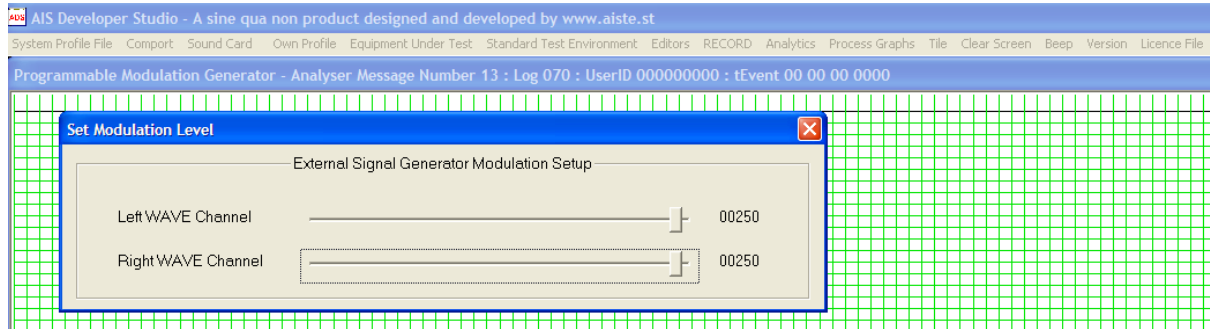 ADS AIS Developer Studio - A sine qua non product designed and developed by www.aiste.st
System Profile File Comport Sound Card Own Profile Equipment Under Test Standard Test Environment Editors RECORD Analytics Process Graphs Tile Clear Screen Beep Version Licence File
Programmable Modulation Generator - Analyser Message Number 13 : Log 070 : UserID 000000000 : tEvent 00 00 00 0000
Set Modulation Level
External Signal Generator Modulation Setup
Left WAVE Channel 00250
Right WAVE Channel 00250